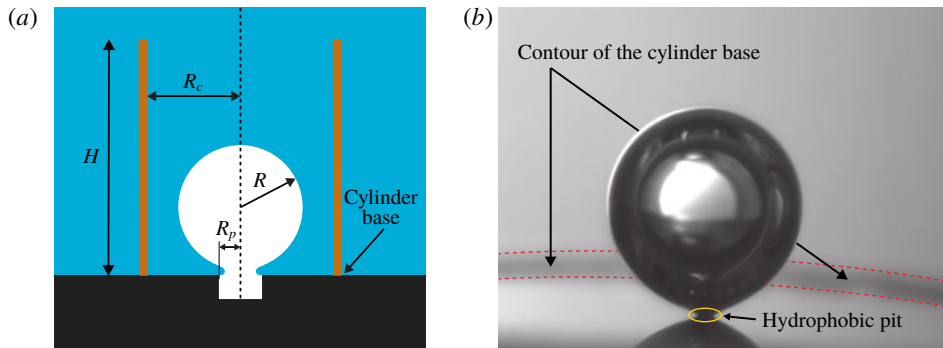 (a)
R_c
H
R
Cylinder
base
R_p
(b)
Contour of the cylinder base
Hydrophobic pit